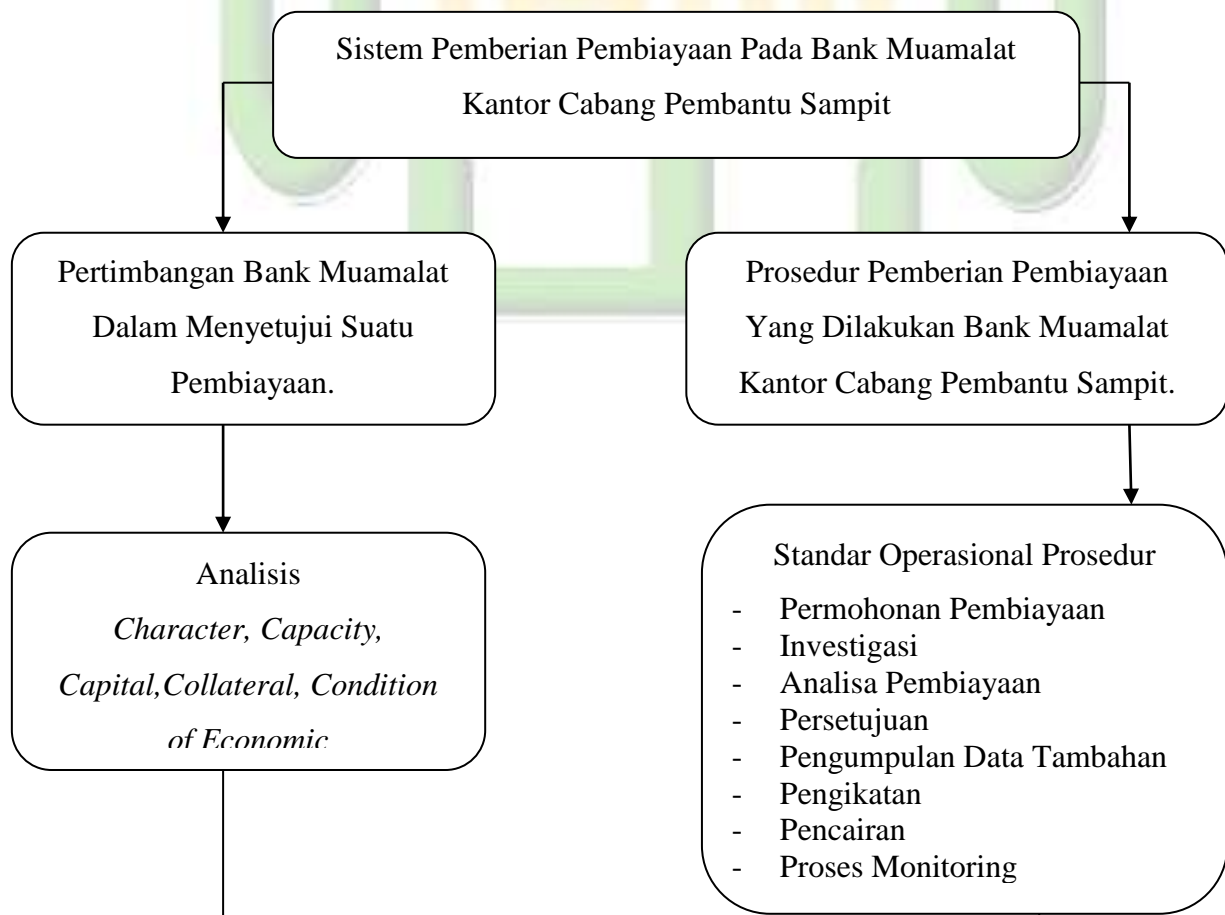 Sistem Pemberian Pembiayaan Pada Bank Muamalat
Kantor Cabang Pembantu Sampit
Pertimbangan Bank Muamalat
Dalam Menyetujui Suatu
Pembiayaan.
Prosedur Pemberian Pembiayaan
Yang Dilakukan Bank Muamalat
Kantor Cabang Pembantu Sampit.
Analisis
Character, Capacity,
Capital,Collateral, Condition
of Economic
Standar Operasional Prosedur
- Permohonan Pembiayaan
- Investigasi
- Analisa Pembiayaan
- Persetujuan
- Pengumpulan Data Tambahan
- Pengikatan
- Pencairan
- Proses Monitoring